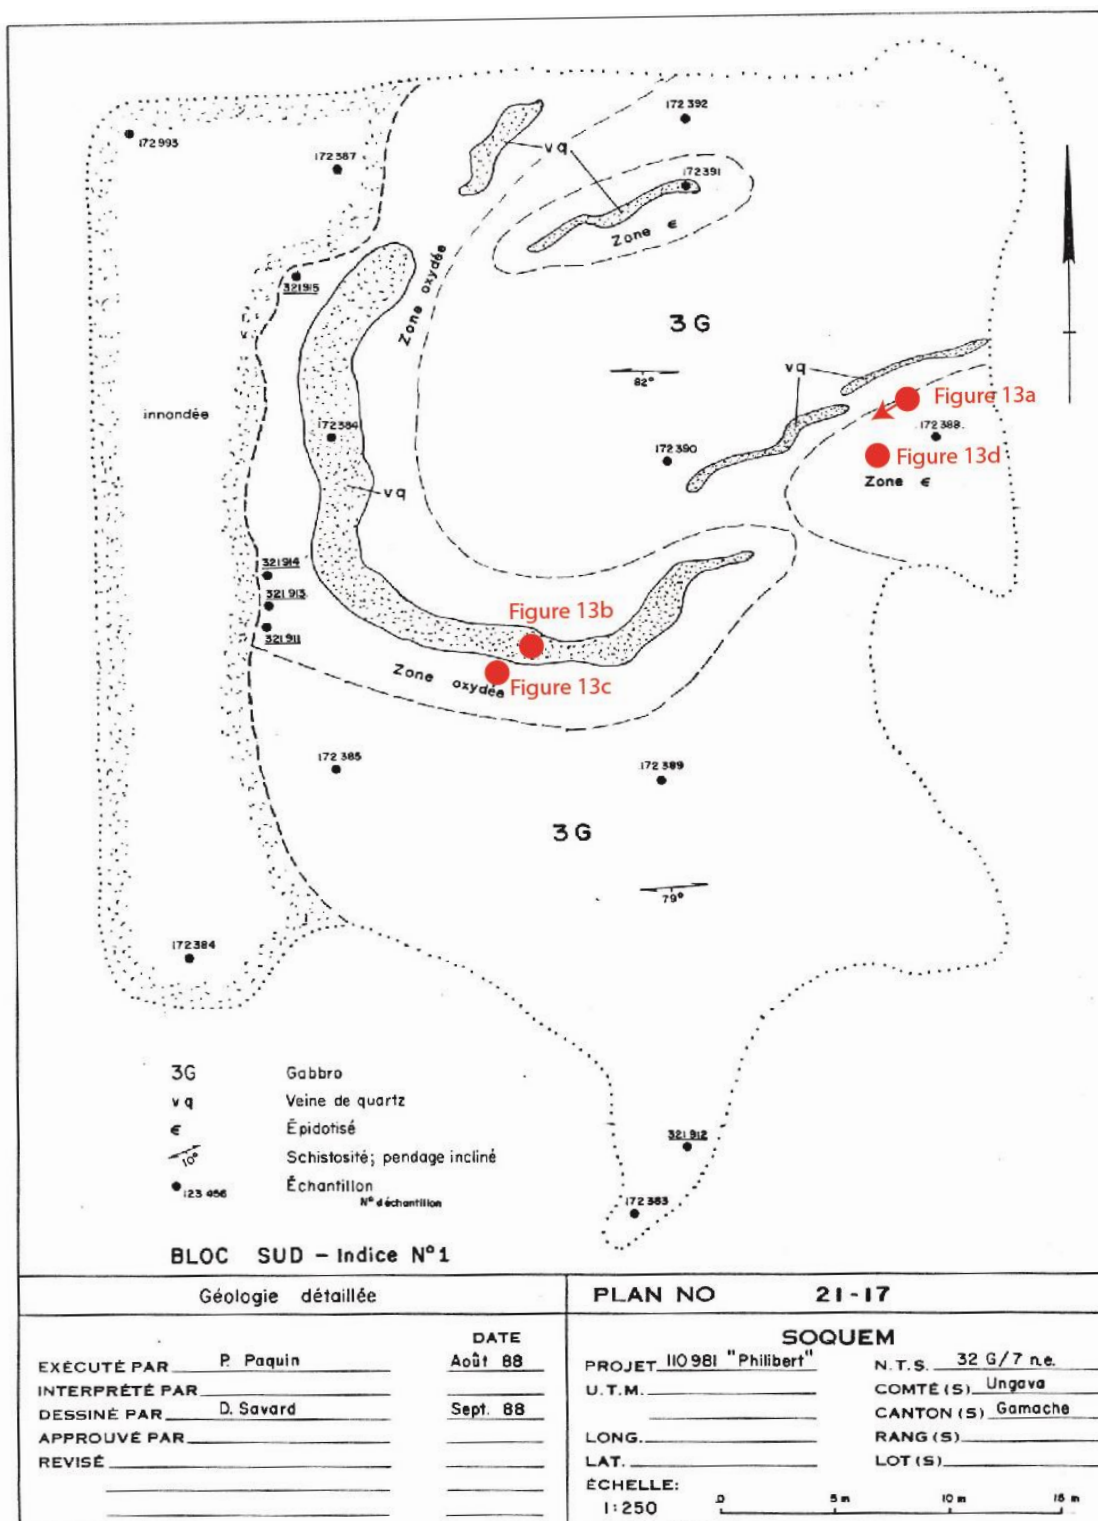 172 392
172 993
172 387
vq
172 391
Zone €
Zone oxydée
321 915
3 G
82°
vq
Figure 13a
innondée
172 384
172 388
172 390
Figure 13d
Zone €
vq
321 914
321 913
Figure 13b
321 911
Zone oxydée
Figure 13c
172 385
172 389
3 G
79°
172 384
3G Gabbro
vq Veine de quartz
€ Épidotisé
10° Schistosité; pendage incliné
123 456 Échantillon
N° déchantillon
321 912
172 383
BLOC SUD – Indice N° 1
Géologie détaillée
PLAN NO 21-17
DATE
EXÉCUTÉ PAR P. Paquin Août 88
INTERPRÉTÉ PAR
DESSINÉ PAR D. Savard Sept. 88
APPROUVÉ PAR
REVISÉ
SOQUEM
PROJET 110 981 "Philibert" N.T.S. 32 G/7 n.e.
U.T.M. COMTÉ (S) Ungava
CANTON (S) Gamache
LONG. RANG (S)
LAT. LOT (S)
ÉCHELLE:
1:250 0 5 m 10 m 15 m